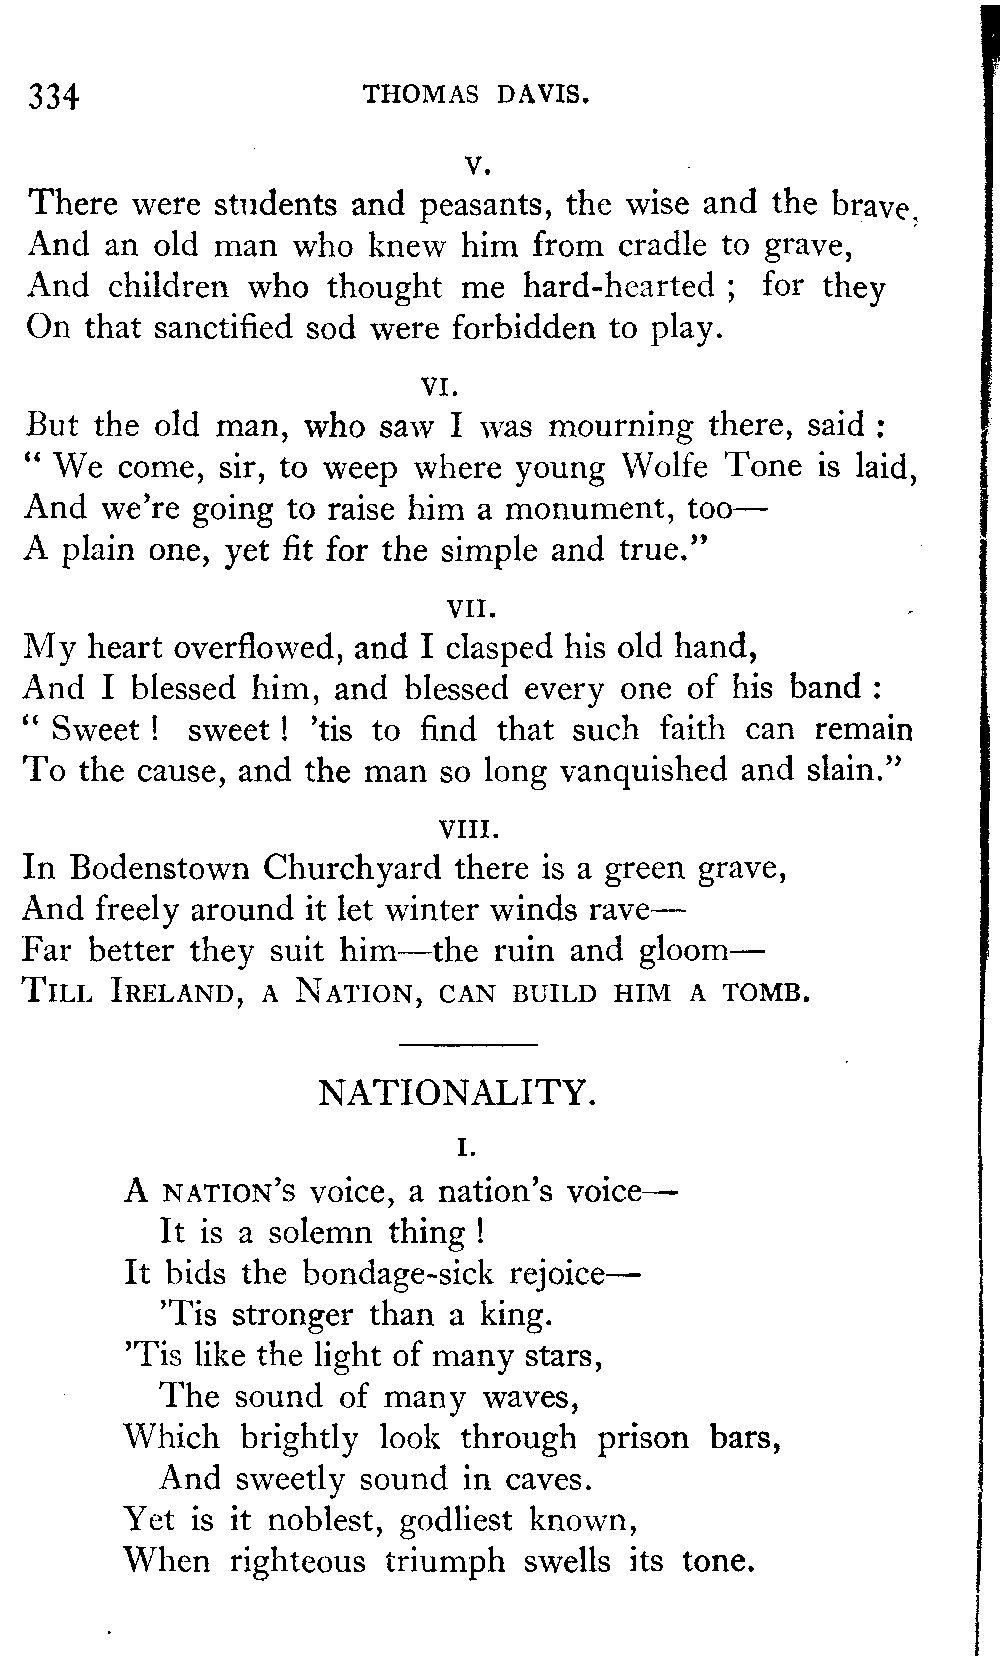 334 THOMAS DAVIS.
V.
There were students and peasants, the wise and the brave,
And an old man who knew him from cradle to grave,
And children who thought me hard-hearted ; for they
On that sanctified sod were forbidden to play.
VI.
But the old man, who saw I was mourning there, said :
“ We come, sir, to weep where young Wolfe Tone is laid,
And we’re going to raise him a monument, too—
A plain one, yet fit for the simple and true.”
VII.
My heart overflowed, and I clasped his old hand,
And I blessed him, and blessed every one of his band :
“ Sweet ! sweet ! ’tis to find that such faith can remain
To the cause, and the man so long vanquished and slain.”
VIII.
In Bodenstown Churchyard there is a green grave,
And freely around it let winter winds rave—
Far better they suit him—the ruin and gloom—
TILL IRELAND, A NATION, CAN BUILD HIM A TOMB.
NATIONALITY.
I.
A NATION’S voice, a nation’s voice—
It is a solemn thing !
It bids the bondage-sick rejoice—
’Tis stronger than a king.
’Tis like the light of many stars,
The sound of many waves,
Which brightly look through prison bars,
And sweetly sound in caves.
Yet is it noblest, godliest known,
When righteous triumph swells its tone.